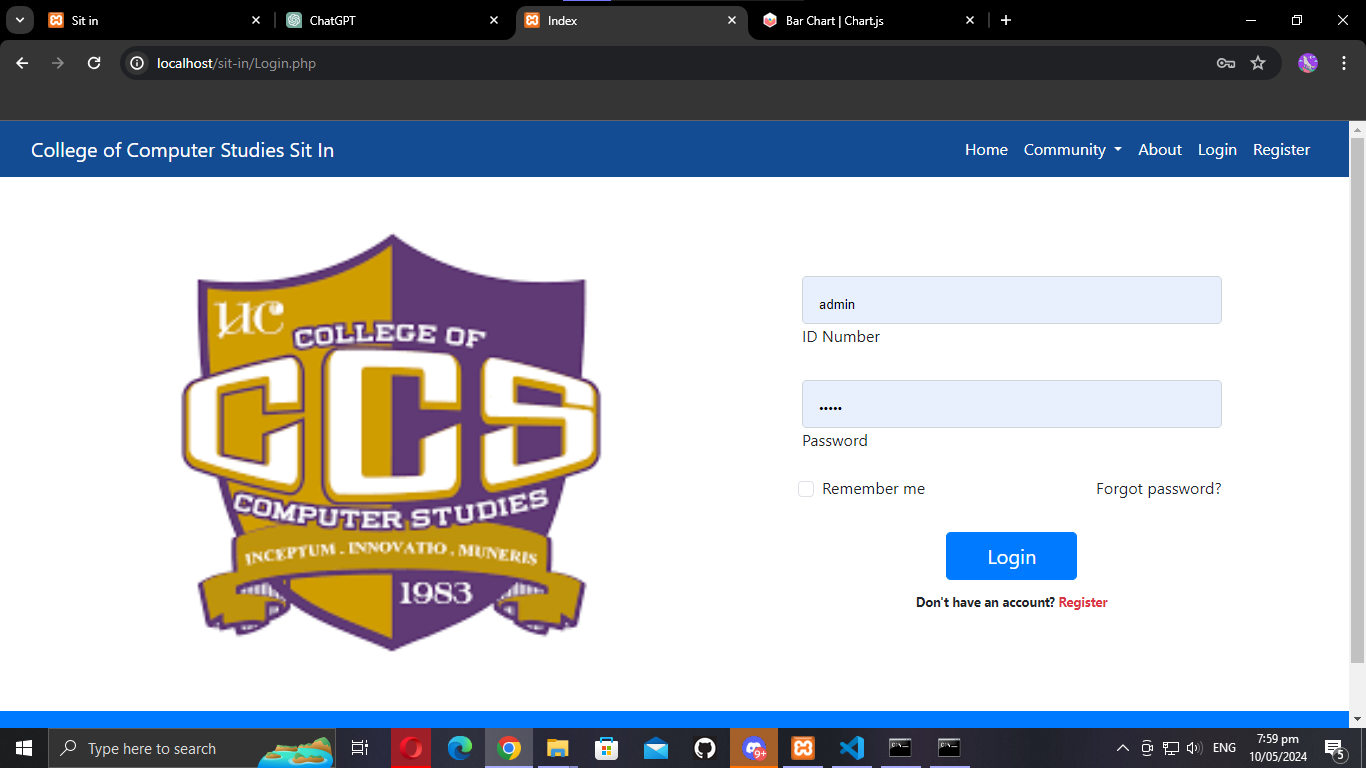 Sit in
ChatGPT
Index
Bar Chart | Chart.js
localhost/sit-in/Login.php
College of Computer Studies Sit In
Home Community About Login Register
UC
COLLEGE OF
CCS
COMPUTER STUDIES
INCEPTUM . INNOVATIO . MUNERIS
1983
admin
ID Number
•••••
Password
Remember me
Forgot password?
Login
Don't have an account? Register
Type here to search
9+
ENG
7:59 pm
10/05/2024
5